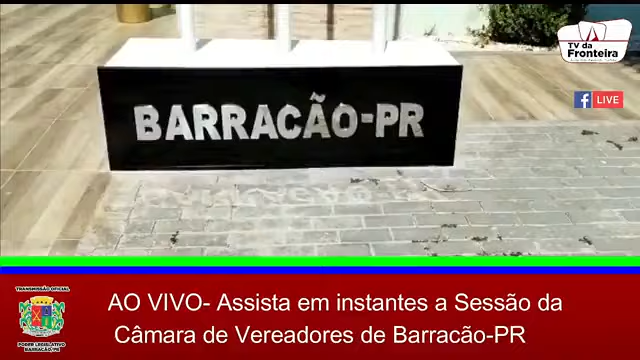 TV da
Fronteira
LIVE
BARRACÃO-PR
TRANSMISSÃO OFICIAL
AO VIVO- Assista em instantes a Sessão da
Câmara de Vereadores de Barracão-PR
PODER LEGISLATIVO
BARRACÃO/PR